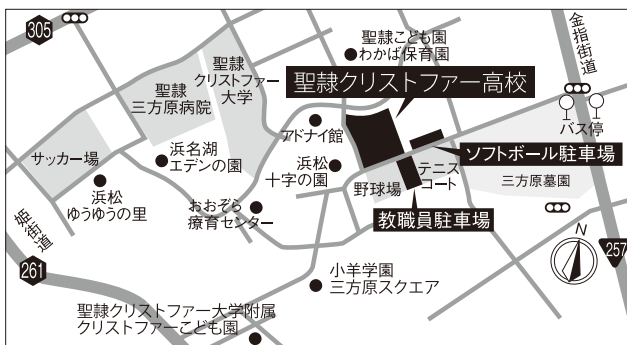 305
金指街道
聖隷こども園
わかば保育園
聖隷
クリストファー
大学
聖隷
三方原病院
聖隷クリストファー高校
バス停
アドナイ館
ソフトボール駐車場
サッカー場
浜名湖
エデンの園
浜松
十字の園
テニス
コート
三方原墓園
野球場
浜松
ゆうゆうの里
おおぞら
療育センター
教職員駐車場
姫街道
N
257
261
小羊学園
三方原スクエア
聖隷クリストファー大学附属
クリストファーこども園